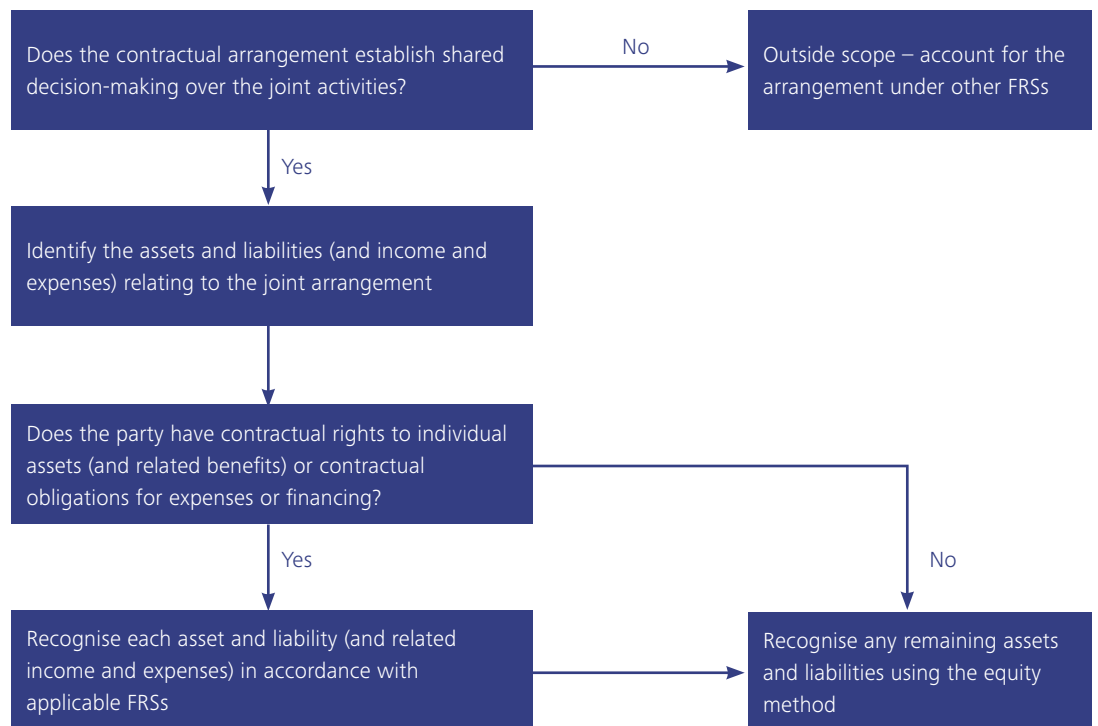 Does the contractual arrangement establish shared
decision-making over the joint activities?
No
Outside scope – account for the
arrangement under other FRSs
Yes
Identify the assets and liabilities (and income and
expenses) relating to the joint arrangement
Does the party have contractual rights to individual
assets (and related benefits) or contractual
obligations for expenses or financing?
Yes
No
Recognise each asset and liability (and related
income and expenses) in accordance with
applicable FRSs
Recognise any remaining assets
and liabilities using the equity
method